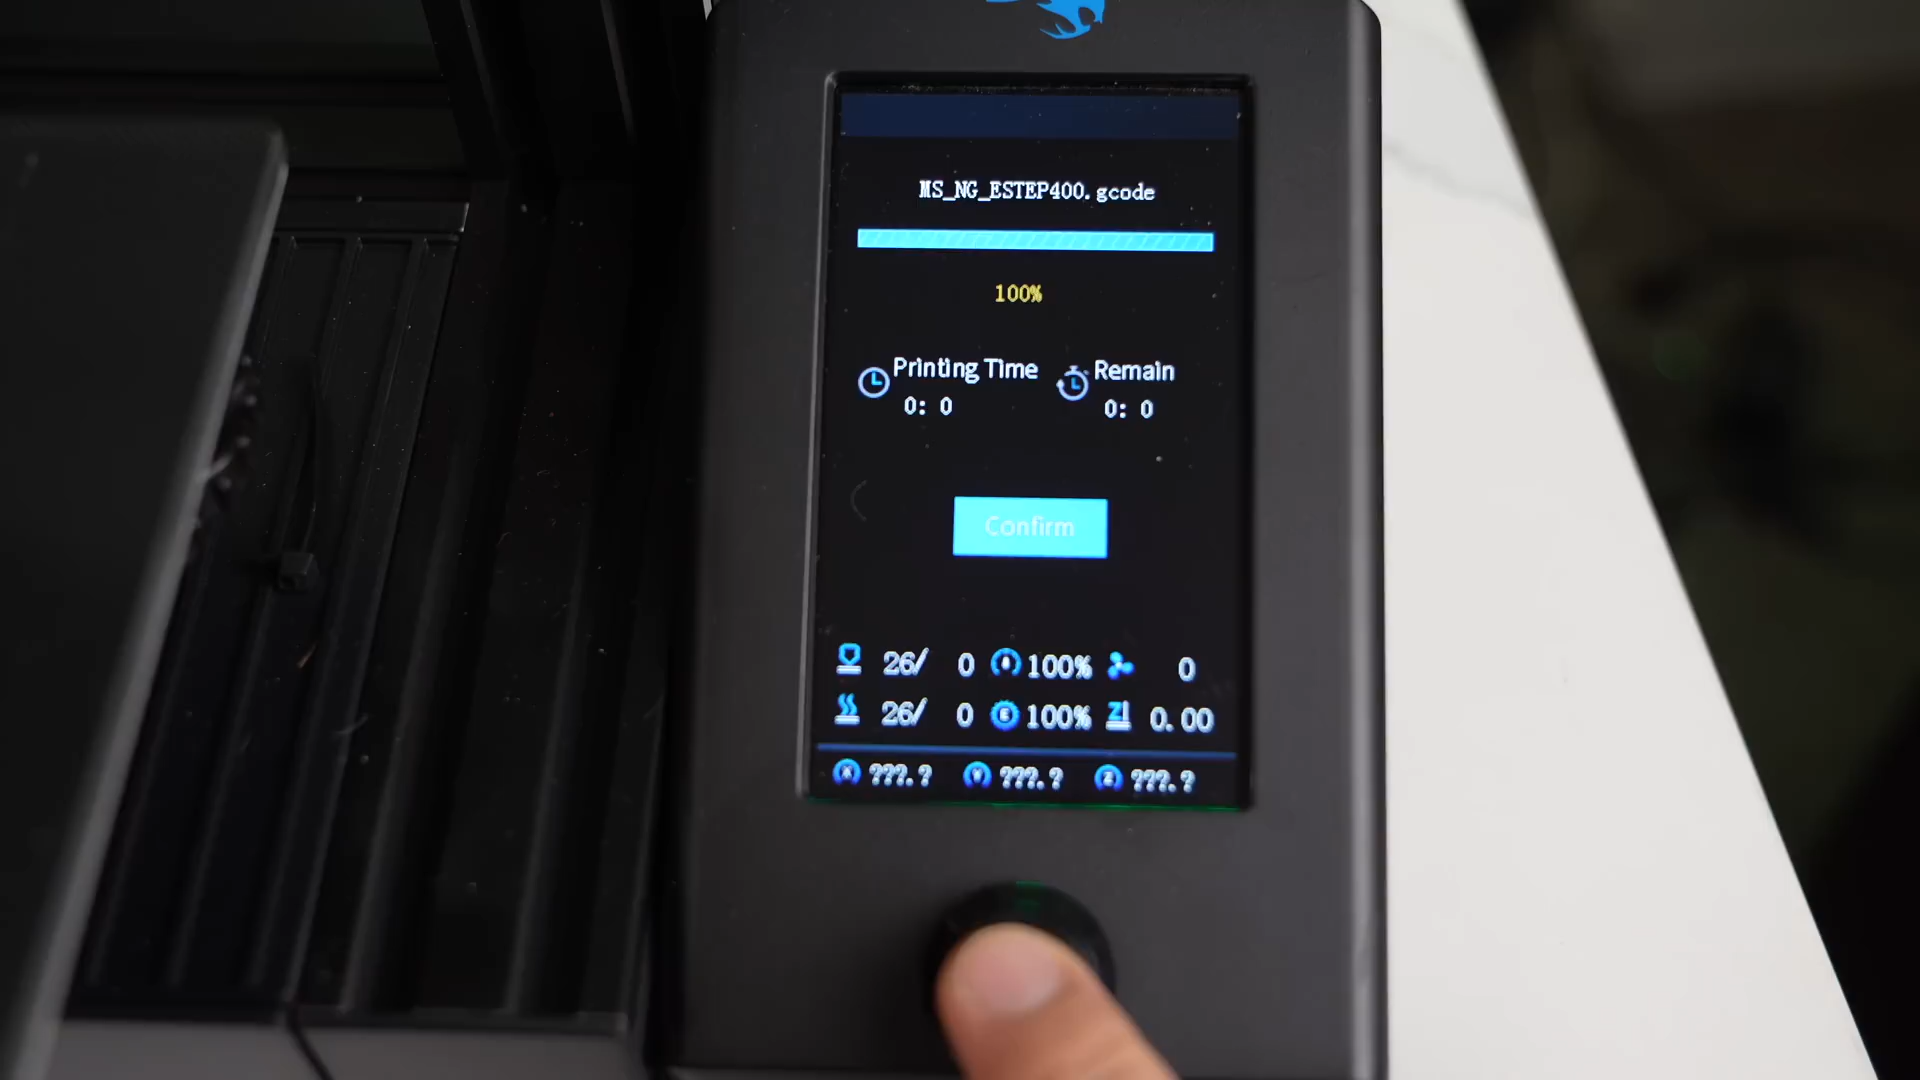 MS_NG_ESTEP400.gcode
100%
Printing Time
0: 0
Remain
0: 0
Confirm
26/ 0 100% 0
26/ 0 E 100% Z 0.00
X ???.? Y ???.? Z ???.?